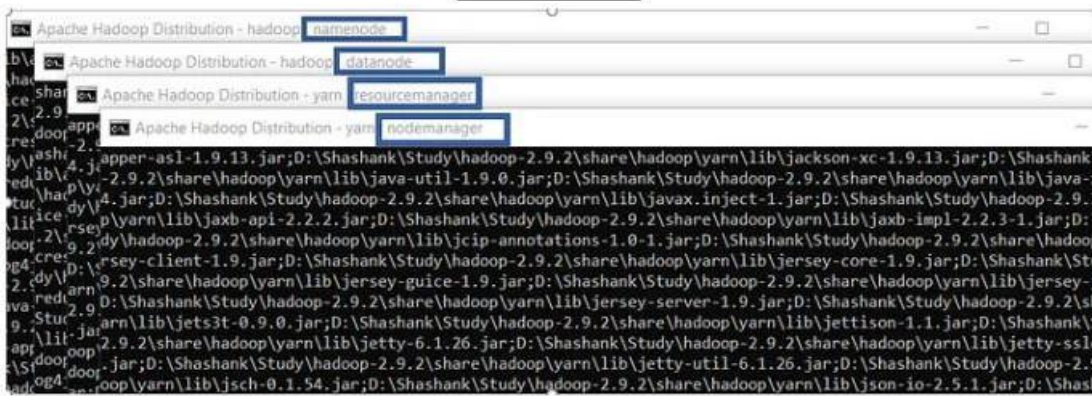 Apache Hadoop Distribution - hadoop namenode
Apache Hadoop Distribution - hadoop datanode
Apache Hadoop Distribution - yarn resourcemanager
Apache Hadoop Distribution - yarn nodemanager
apper-asl-1.9.13.jar;D:\Shashank\Study\hadoop-2.9.2\share\hadoop\yarn\lib\jackson-xc-1.9.13.jar;D:\Shashank
-2.9.2\share\hadoop\yarn\lib\java-util-1.9.0.jar;D:\Shashank\Study\hadoop-2.9.2\share\hadoop\yarn\lib\java-
4.jar;D:\Shashank\Study\hadoop-2.9.2\share\hadoop\yarn\lib\javax.inject-1.jar;D:\Shashank\Study\hadoop-2.9.
p\yarn\lib\jaxb-api-2.2.2.jar;D:\Shashank\Study\hadoop-2.9.2\share\hadoop\yarn\lib\jaxb-impl-2.2.3-1.jar;D:
dy\hadoop-2.9.2\share\hadoop\yarn\lib\jcip-annotations-1.0-1.jar;D:\Shashank\Study\hadoop-2.9.2\share\hadoo
rsey-client-1.9.jar;D:\Shashank\Study\hadoop-2.9.2\share\hadoop\yarn\lib\jersey-core-1.9.jar;D:\Shashank\St
9.2\share\hadoop\yarn\lib\jersey-guice-1.9.jar;D:\Shashank\Study\hadoop-2.9.2\share\hadoop\yarn\lib\jersey-
D:\Shashank\Study\hadoop-2.9.2\share\hadoop\yarn\lib\jersey-server-1.9.jar;D:\Shashank\Study\hadoop-2.9.2\
arn\lib\jets3t-0.9.0.jar;D:\Shashank\Study\hadoop-2.9.2\share\hadoop\yarn\lib\jettison-1.1.jar;D:\Shashank\
2.9.2\share\hadoop\yarn\lib\jetty-6.1.26.jar;D:\Shashank\Study\hadoop-2.9.2\share\hadoop\yarn\lib\jetty-ssl
.jar;D:\Shashank\Study\hadoop-2.9.2\share\hadoop\yarn\lib\jetty-util-6.1.26.jar;D:\Shashank\Study\hadoop
oop\yarn\lib\jsch-0.1.54.jar;D:\Shashank\Study\hadoop-2.9.2\share\hadoop\yarn\lib\json-io-2.5.1.jar;D:\Shas